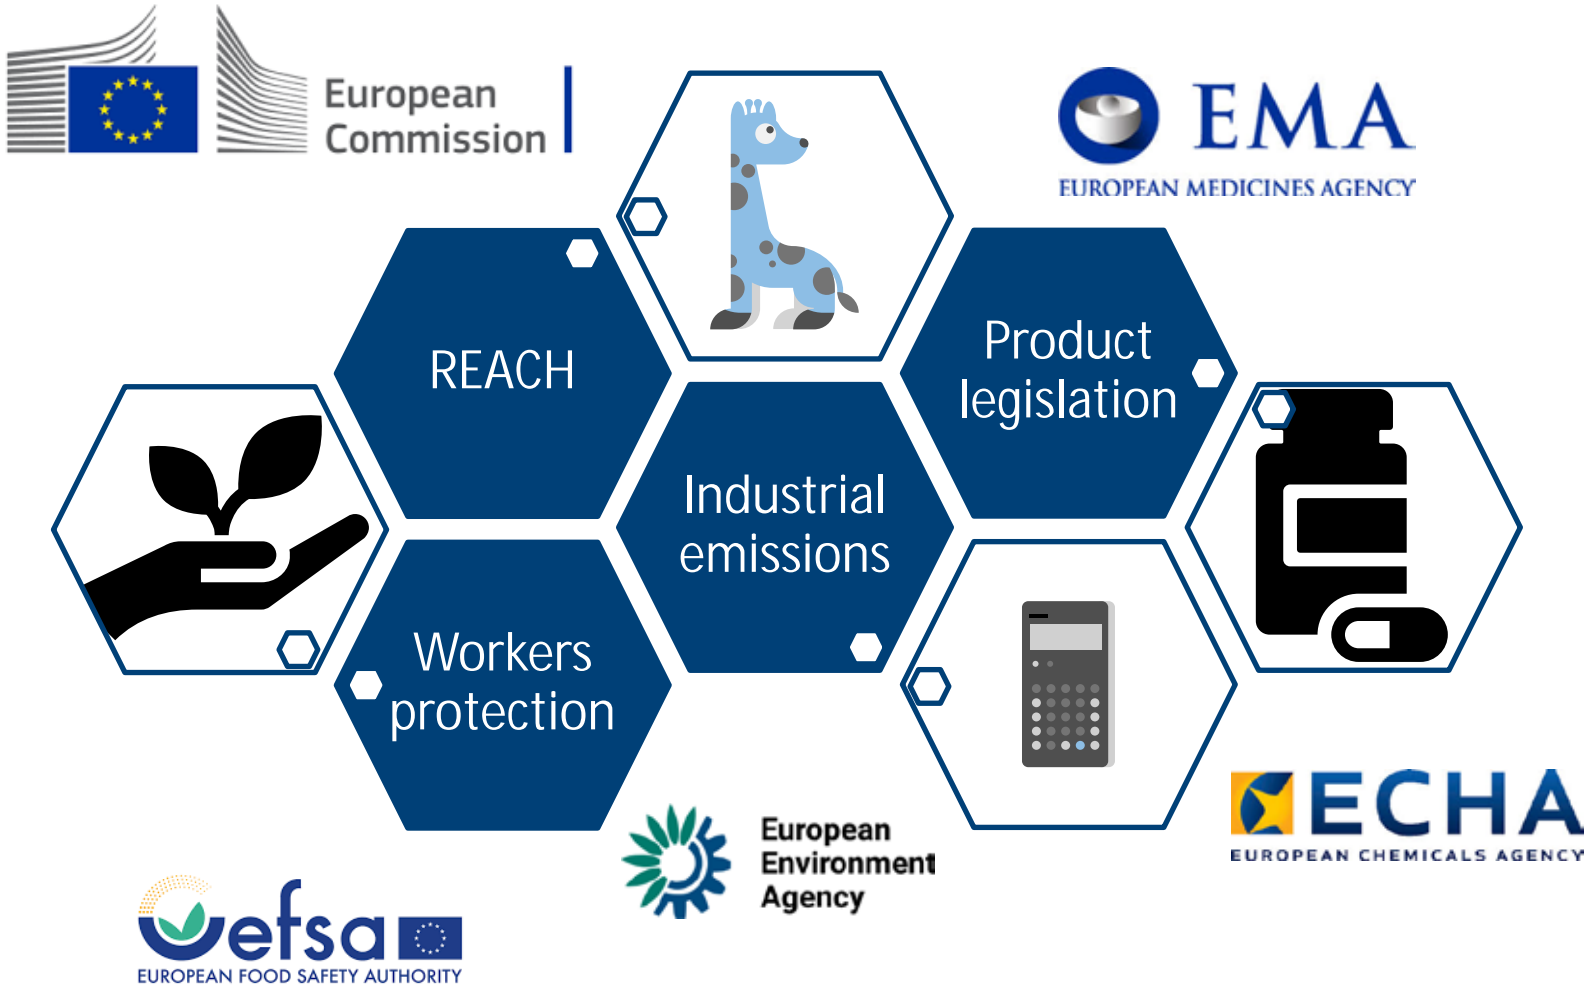 European
Commission
EMA
EUROPEAN MEDICINES AGENCY
REACH
Product
legislation
Industrial
emissions
Workers
protection
ECHA
EUROPEAN CHEMICALS AGENCY
European
Environment
Agency
efsa
EUROPEAN FOOD SAFETY AUTHORITY